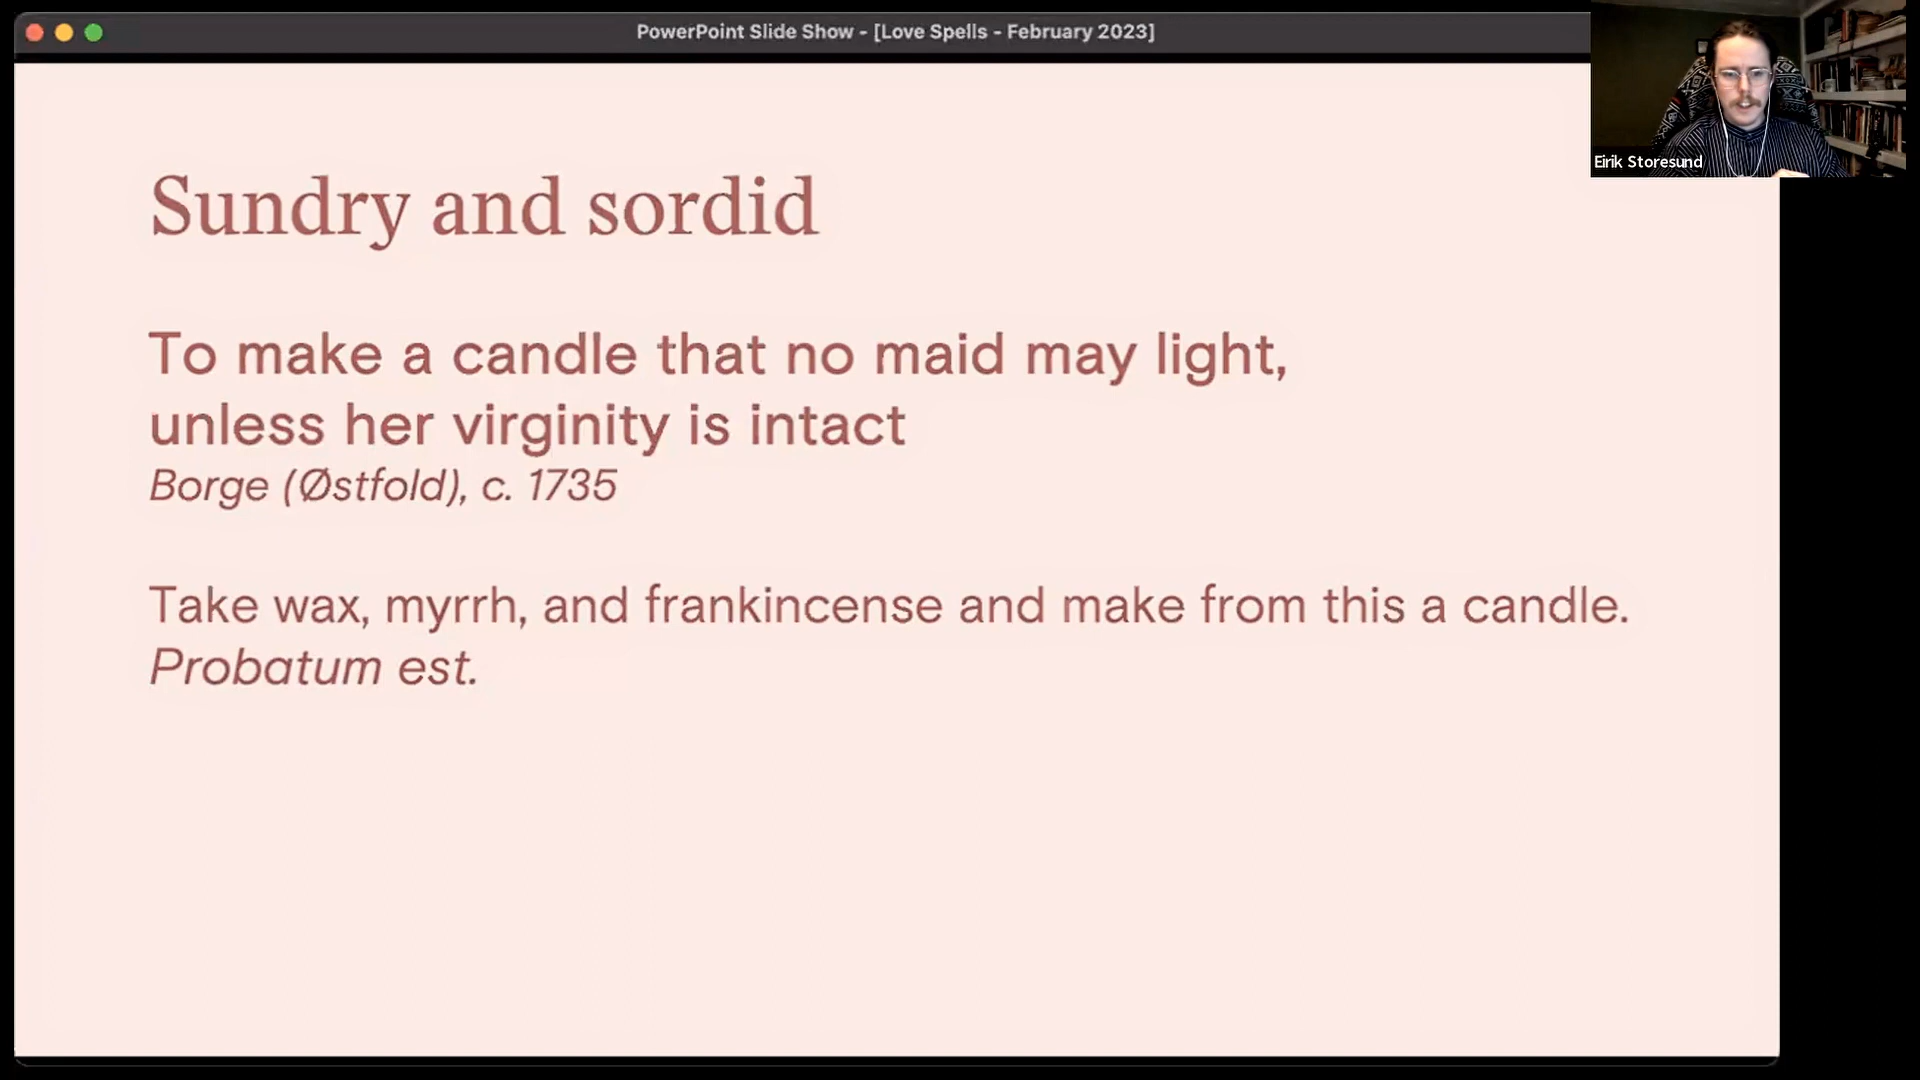 PowerPoint Slide Show - [Love Spells - February 2023]
Eirik Storesund
Sundry and sordid
To make a candle that no maid may light,
unless her virginity is intact
Borge (Østfold), c. 1735
Take wax, myrrh, and frankincense and make from this a candle.
Probatum est.